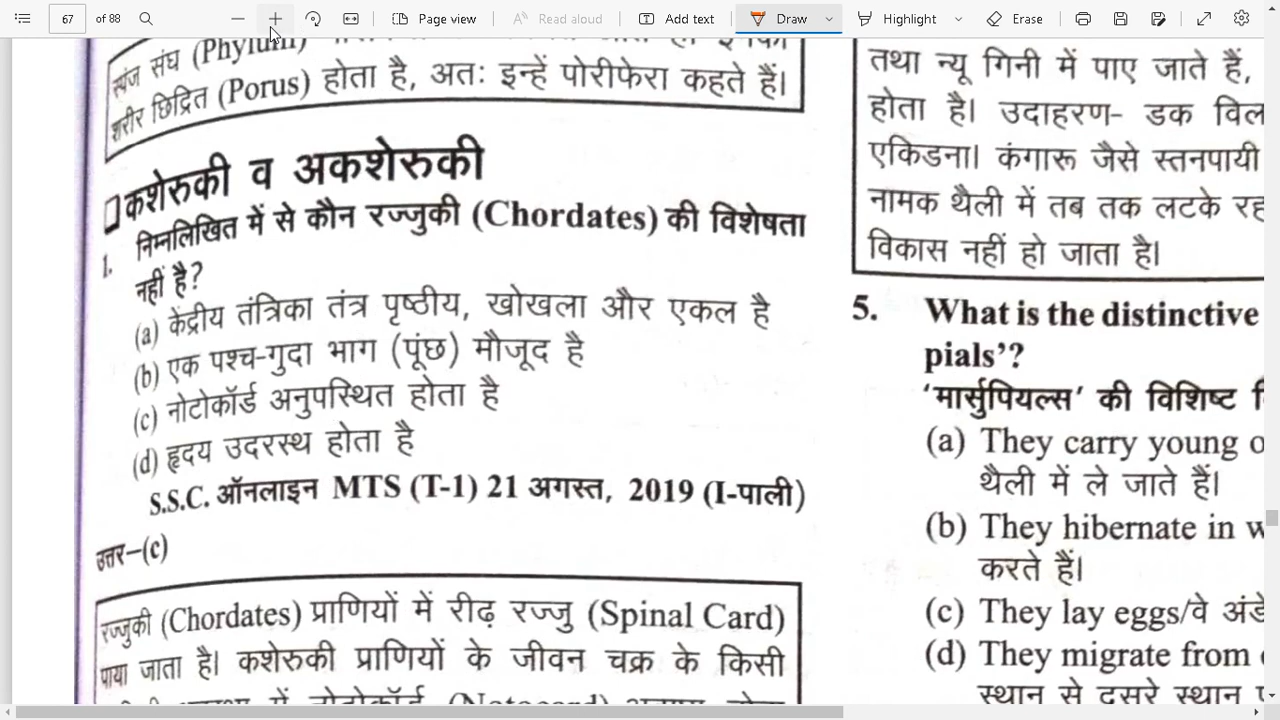 67 of 88
Page view
Read aloud
Add text
Draw
Highlight
Erase
स्पंज संघ (Phylum)
शरीर छिद्रित (Porus) होता है, अतः इन्हें पोरीफेरा कहते हैं।
कशेरुकी व अकशेरुकी
1. निम्नलिखित में से कौन रज्जुकी (Chordates) की विशेषता
नहीं है?
(a) केंद्रीय तंत्रिका तंत्र पृष्ठीय, खोखला और एकल है
(b) एक पश्च-गुदा भाग (पूंछ) मौजूद है
(c) नोटोकॉर्ड अनुपस्थित होता है
(d) हृदय उदरस्थ होता है
S.S.C. ऑनलाइन MTS (T-1) 21 अगस्त, 2019 (I-पाली)
उत्तर–(c)
रज्जुकी (Chordates) प्राणियों में रीढ़ रज्जु (Spinal Card)
पाया जाता है। कशेरुकी प्राणियों के जीवन चक्र के किसी
में नोटोकॉर्ड (Notocard)
तथा न्यू गिनी में पाए जाते हैं,
होता है। उदाहरण– डक विल
एकिडना। कंगारू जैसे स्तनपायी
नामक थैली में तब तक लटके रह
विकास नहीं हो जाता है।
5. What is the distinctive
pials'?
'मार्सुपियल्स' की विशिष्ट
(a) They carry young o
थैली में ले जाते हैं।
(b) They hibernate in w
करते हैं।
(c) They lay eggs/वे अंडे
(d) They migrate from
स्थान से दूसरे स्थान